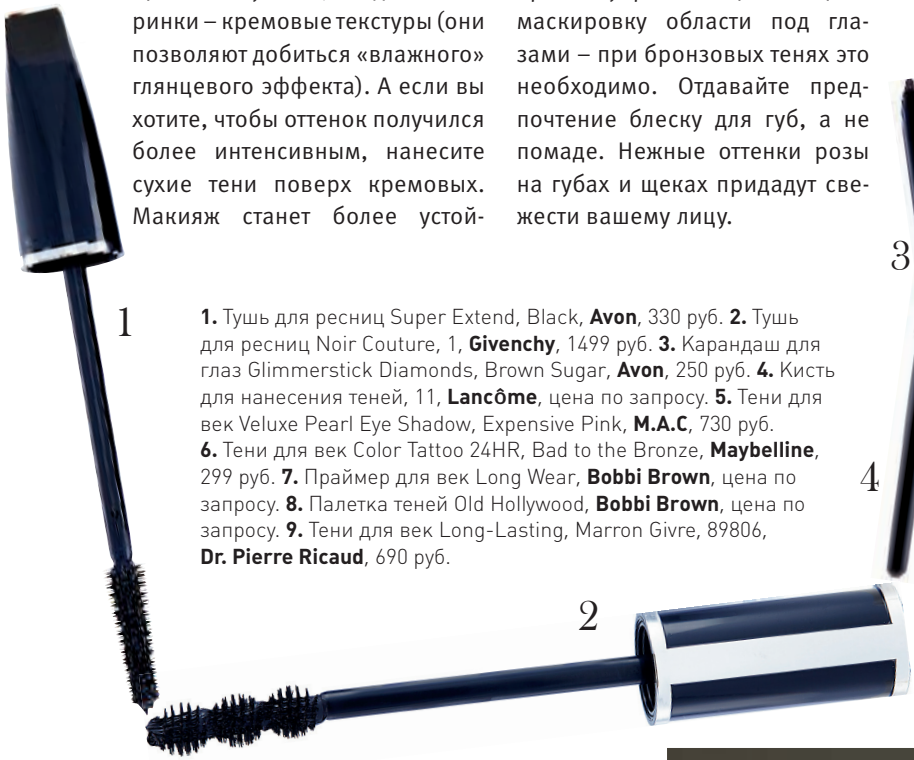 ринки – кремовые текстуры (они
позволяют добиться «влажного»
глянцевого эффекта). А если вы
хотите, чтобы оттенок получился
более интенсивным, нанесите
сухие тени поверх кремовых.
Макияж станет более устой-
маскировку области под гла-
зами – при бронзовых тенях это
необходимо. Отдавайте пред-
почтение блеску для губ, а не
помаде. Нежные оттенки розы
на губах и щеках придадут све-
жести вашему лицу.
3
1
1. Тушь для ресниц Super Extend, Black, Avon, 330 руб. 2. Тушь
для ресниц Noir Couture, 1, Givenchy, 1499 руб. 3. Карандаш для
глаз Glimmerstick Diamonds, Brown Sugar, Avon, 250 руб. 4. Кисть
для нанесения теней, 11, Lancôme, цена по запросу. 5. Тени для
век Veluxe Pearl Eye Shadow, Expensive Pink, M.A.C, 730 руб.
6. Тени для век Color Tattoo 24HR, Bad to the Bronze, Maybelline,
299 руб. 7. Праймер для век Long Wear, Bobbi Brown, цена по
запросу. 8. Палетка теней Old Hollywood, Bobbi Brown, цена по
запросу. 9. Тени для век Long-Lasting, Marron Givre, 89806,
Dr. Pierre Ricaud, 690 руб.
4
2